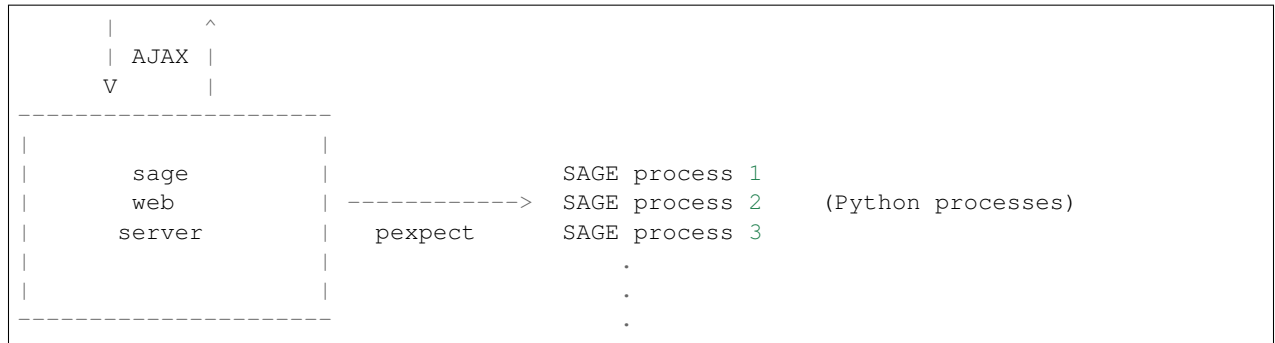 |      ^
| AJAX |
V      |
----------------------
|                     |
|       sage          |                SAGE process 1
|       web           | ------------>  SAGE process 2    (Python processes)
|      server         |   pexpect      SAGE process 3
|                     |                    .
|                     |                    .
----------------------                     .